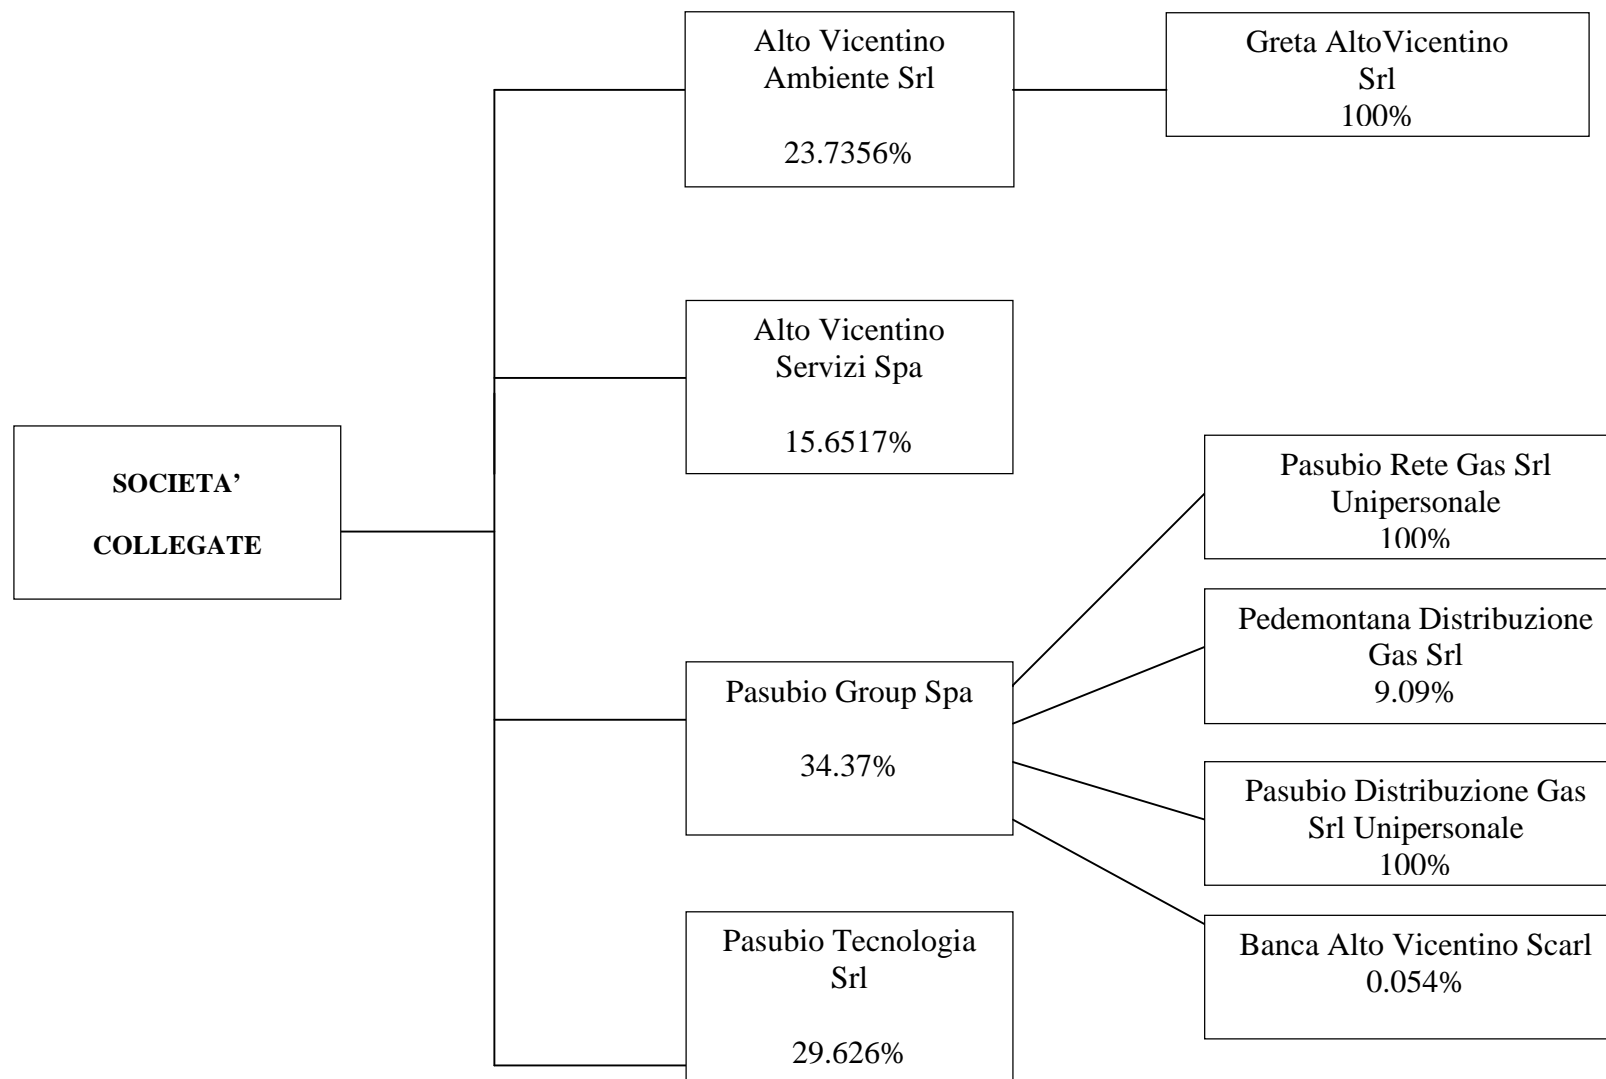 Alto Vicentino
Ambiente Srl
23.7356%
Greta AltoVicentino
Srl
100%
Alto Vicentino
Servizi Spa
15.6517%
SOCIETA’
COLLEGATE
Pasubio Rete Gas Srl
Unipersonale
100%
Pedemontana Distribuzione
Gas Srl
9.09%
Pasubio Group Spa
34.37%
Pasubio Distribuzione Gas
Srl Unipersonale
100%
Banca Alto Vicentino Scarl
0.054%
Pasubio Tecnologia
Srl
29.626%